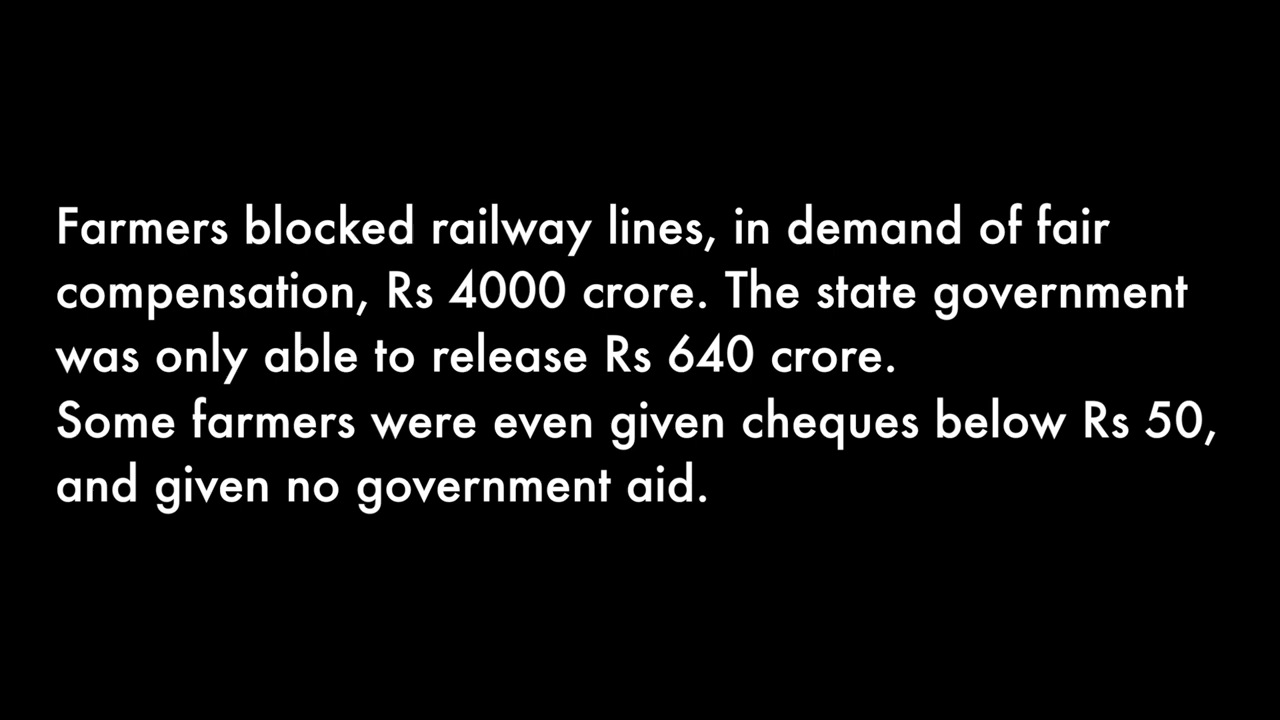 Farmers blocked railway lines, in demand of fair
compensation, Rs 4000 crore. The state government
was only able to release Rs 640 crore.
Some farmers were even given cheques below Rs 50,
and given no government aid.